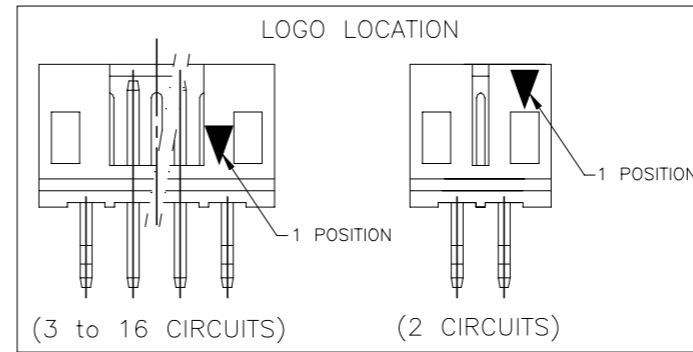 LOGO LOCATION
1 POSITION
1 POSITION
(3 to 16 CIRCUITS)
(2 CIRCUITS)